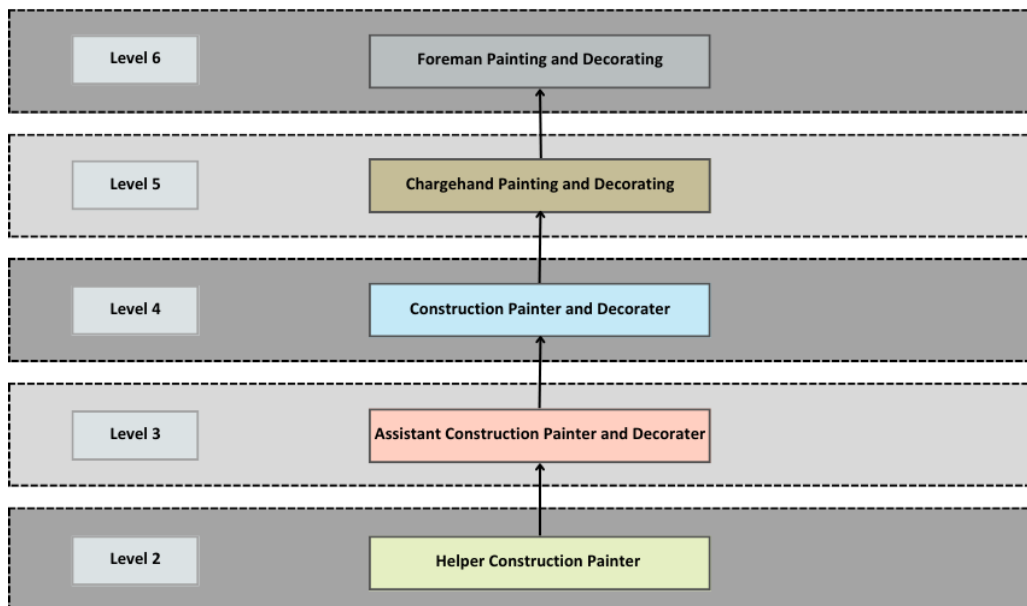 Level 6
Foreman Painting and Decorating
Level 5
Chargehand Painting and Decorating
Level 4
Construction Painter and Decorater
Level 3
Assistant Construction Painter and Decorater
Level 2
Helper Construction Painter